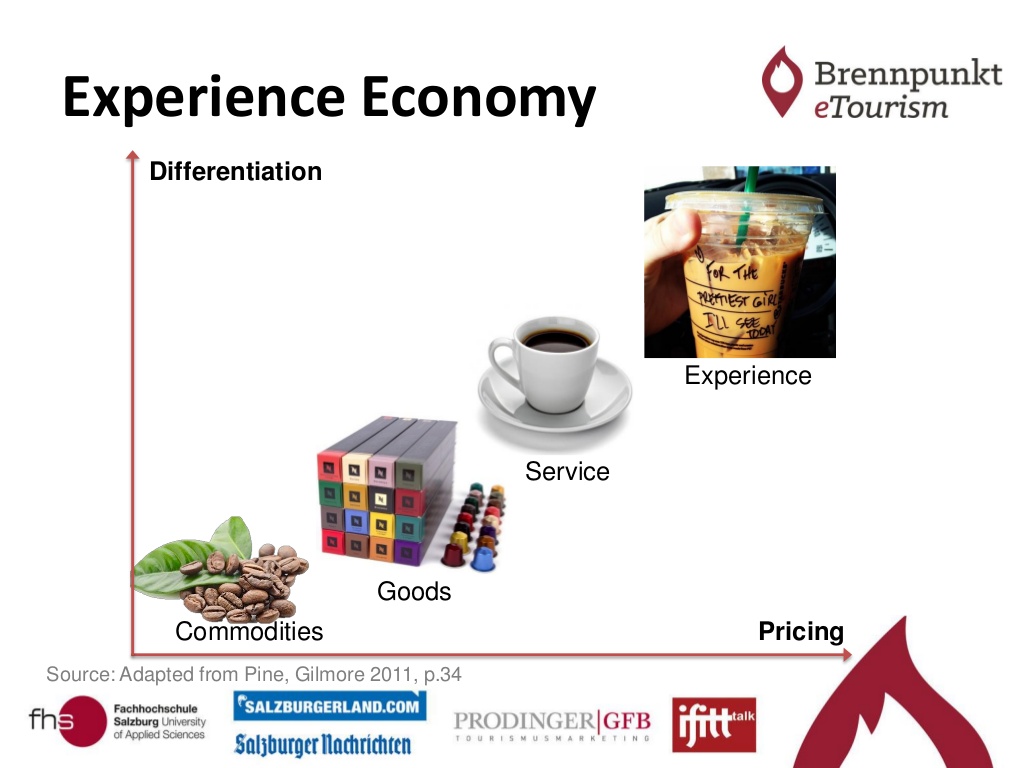 Experience Economy
Brennpunkt
eTourism
Differentiation
FOR THE
PRETTIEST GIRL
I'LL SEE
TODAY
Experience
Service
Goods
Commodities
Pricing
Source: Adapted from Pine, Gilmore 2011, p.34
fhs
Fachhochschule
Salzburg University
of Applied Sciences
SALZBURGERLAND.COM
Salzburger Nachrichten
PRODINGER|GFB
TOURISMUSMARKETING
ifitt talk